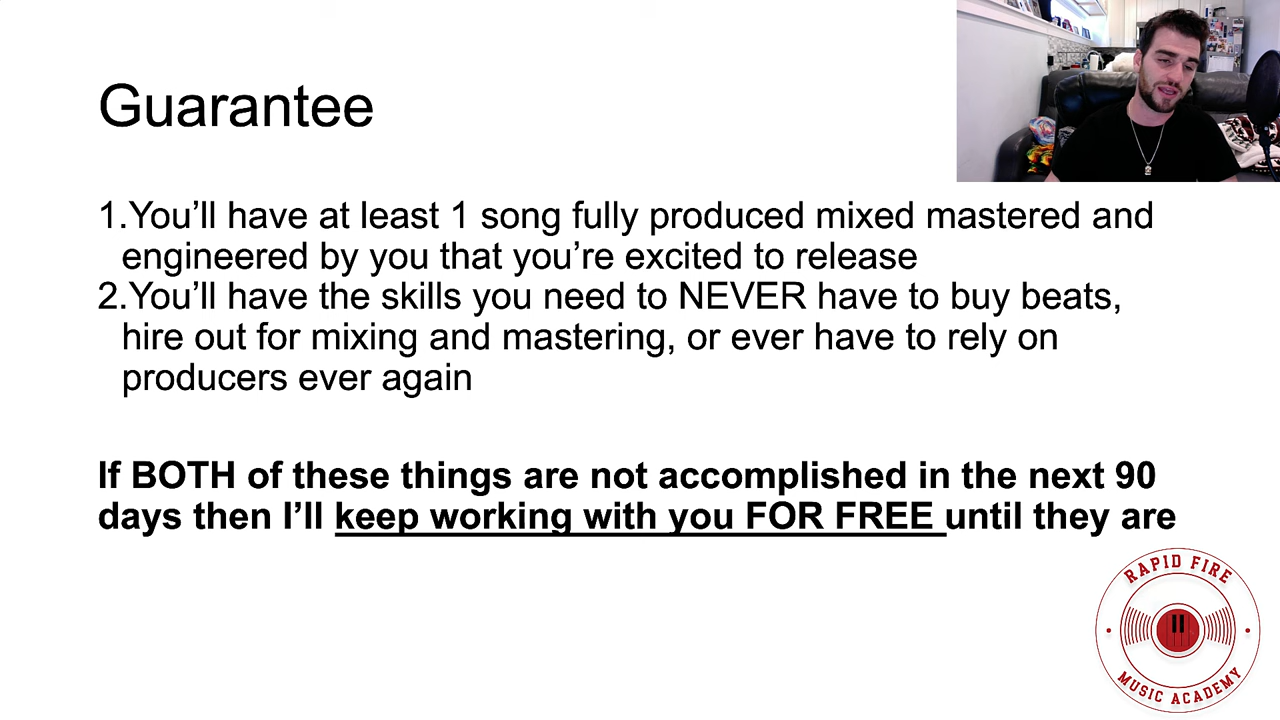 Guarantee
1.You’ll have at least 1 song fully produced mixed mastered and
engineered by you that you’re excited to release
2.You’ll have the skills you need to NEVER have to buy beats,
hire out for mixing and mastering, or ever have to rely on
producers ever again
If BOTH of these things are not accomplished in the next 90
days then I’ll keep working with you FOR FREE until they are
RAPID FIRE
MUSIC ACADEMY